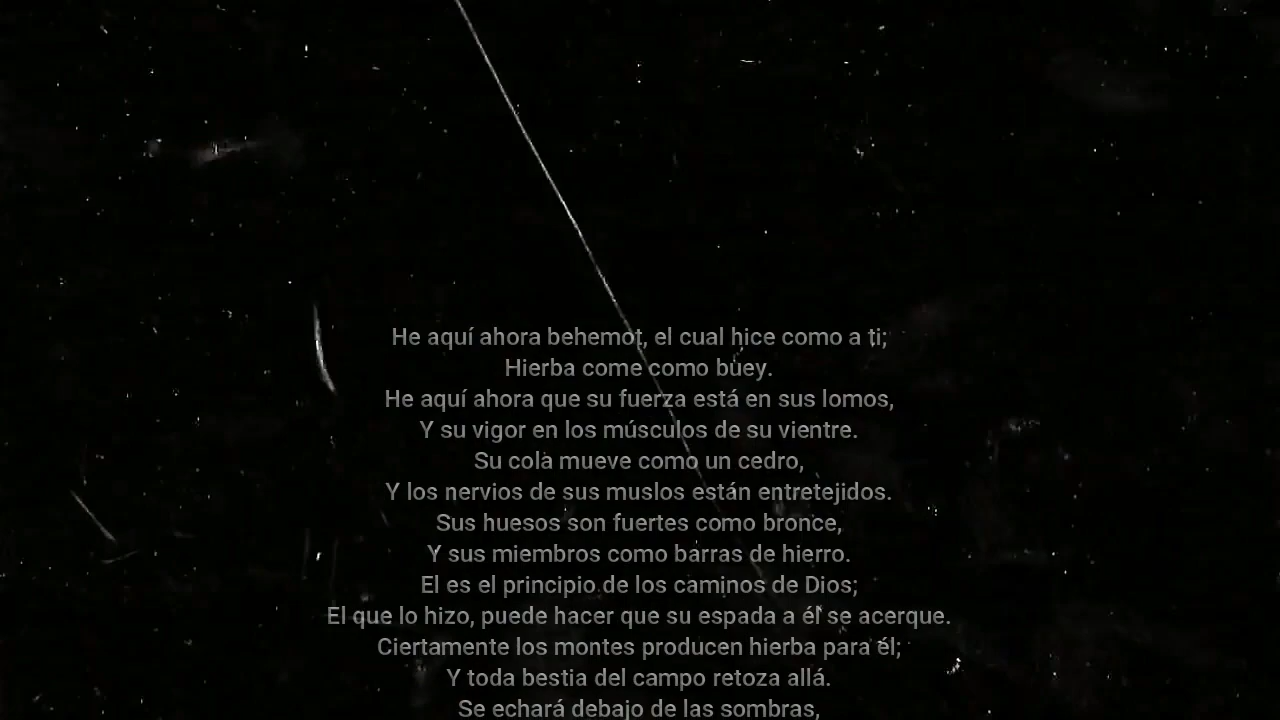 He aquí ahora behemot, el cual hice como a ti;
Hierba come como buey.
He aquí ahora que su fuerza está en sus lomos,
Y su vigor en los músculos de su vientre.
Su cola mueve como un cedro,
Y los nervios de sus muslos están entretejidos.
Sus huesos son fuertes como bronce,
Y sus miembros como barras de hierro.
El es el principio de los caminos de Dios;
El que lo hizo, puede hacer que su espada a él se acerque.
Ciertamente los montes producen hierba para él;
Y toda bestia del campo retoza allá.
Se echará debajo de las sombras,